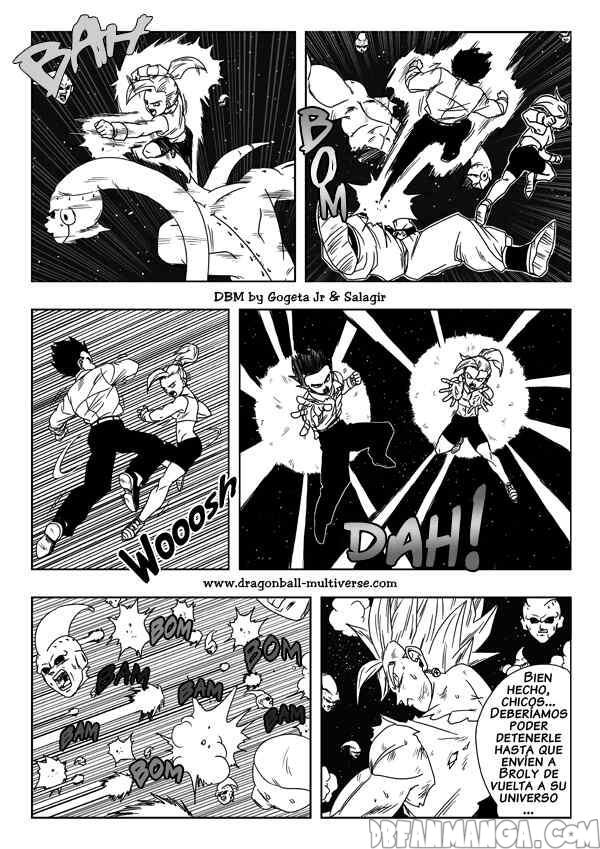 BAH
BOM
DBM by Gogeta Jr & Salagir
WOOOSH
DAH!
www.dragonball-multiverse.com
BOM
BOM
BAM
BAM
BAM
BAM
BOM
BIEN
HECHO,
CHICOS...
DEBERÍAMOS
PODER
DETENERLE
HASTA QUE
ENVÍEN A
BROLY DE
VUELTA A SU
UNIVERSO
...
DBFANMANGA.COM